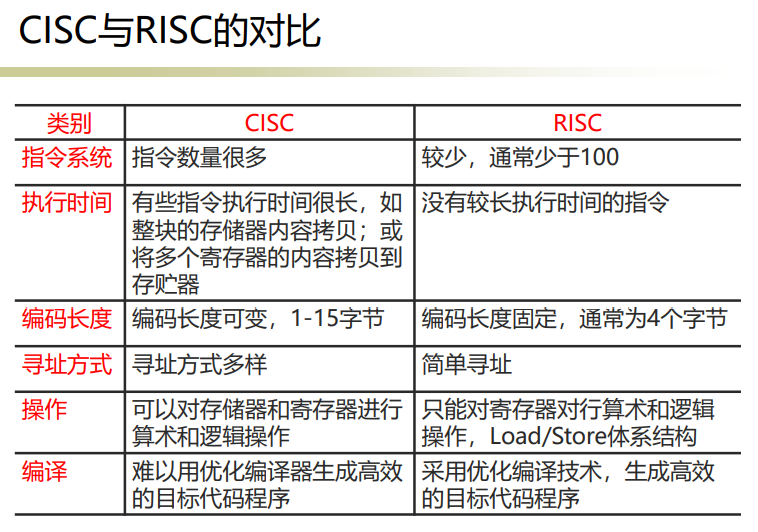 CISC与RISC的对比
类别 CISC RISC
指令系统 指令数量很多 较少，通常少于100
执行时间 有些指令执行时间很长，如 没有较长执行时间的指令
整块的存储器内容拷贝；或
将多个寄存器的内容拷贝到
存贮器
编码长度 编码长度可变，1-15字节 编码长度固定，通常为4个字节
寻址方式 寻址方式多样 简单寻址
操作 可以对存储器和寄存器进行 只能对寄存器对行算术和逻辑
算术和逻辑操作 操作，Load/Store体系结构
编译 难以用优化编译器生成高效 采用优化编译技术，生成高效
的目标代码程序 的目标代码程序